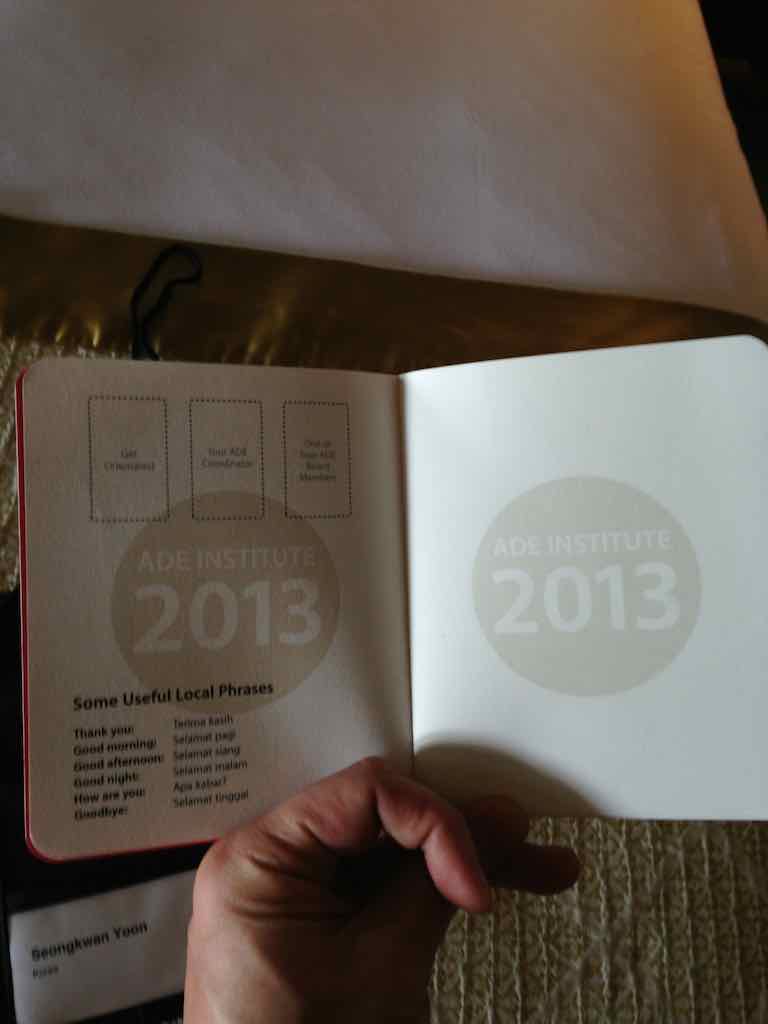 Get
Orientated
Your ADE
Coordinator
One of
Your ADE
Board
Members
ADE INSTITUTE
2013
Some Useful Local Phrases
Thank you: Terima kasih
Good morning: Selamat pagi
Good afternoon: Selamat siang
Good night: Selamat malam
How are you: Apa kabar?
Goodbye: Selamat tinggal
ADE INSTITUTE
2013
Seongkwan Yoon
Korea